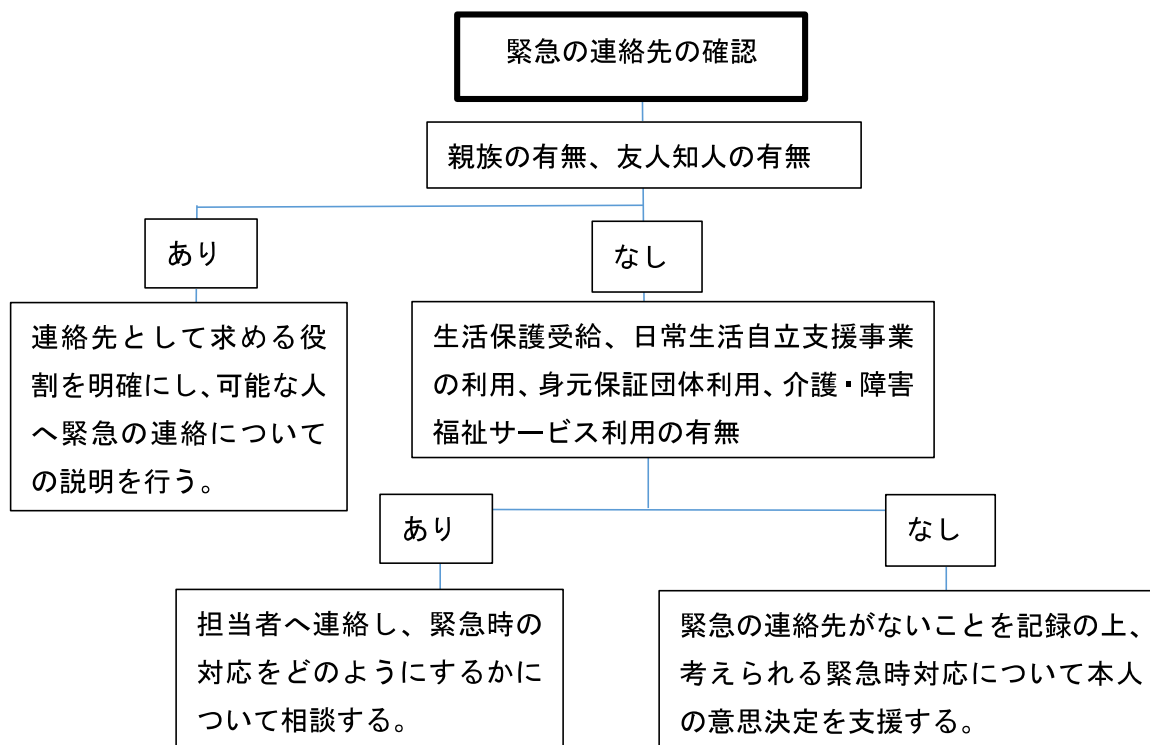 緊急の連絡先の確認
親族の有無、友人知人の有無
あり
なし
連絡先として求める役
割を明確にし、可能な人
へ緊急の連絡について
の説明を行う。
生活保護受給、日常生活自立支援事業
の利用、身元保証団体利用、介護・障害
福祉サービス利用の有無
あり
なし
担当者へ連絡し、緊急時の
対応をどのようにするかに
ついて相談する。
緊急の連絡先がないことを記録の上、
考えられる緊急時対応について本人
の意思決定を支援する。